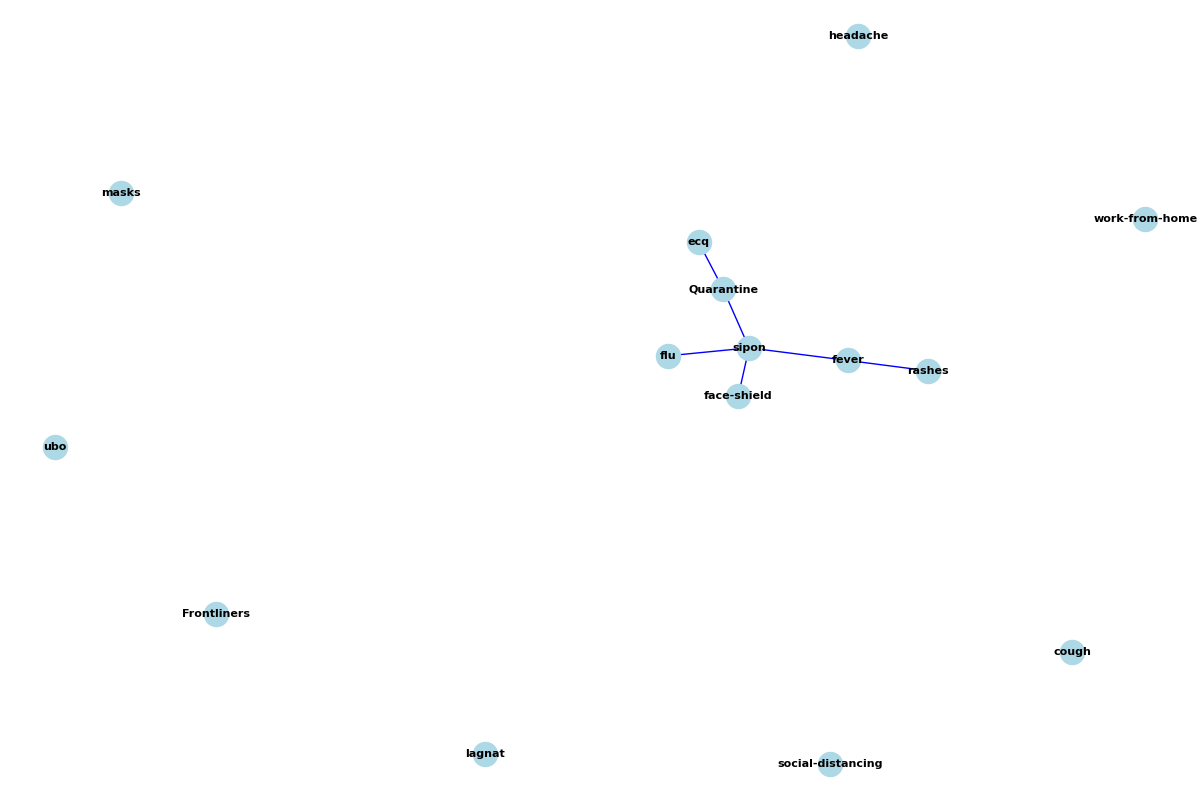 headache
masks
work-from-home
ecq
Quarantine
sipon
flu
fever
rashes
face-shield
ubo
Frontliners
cough
lagnat
social-distancing